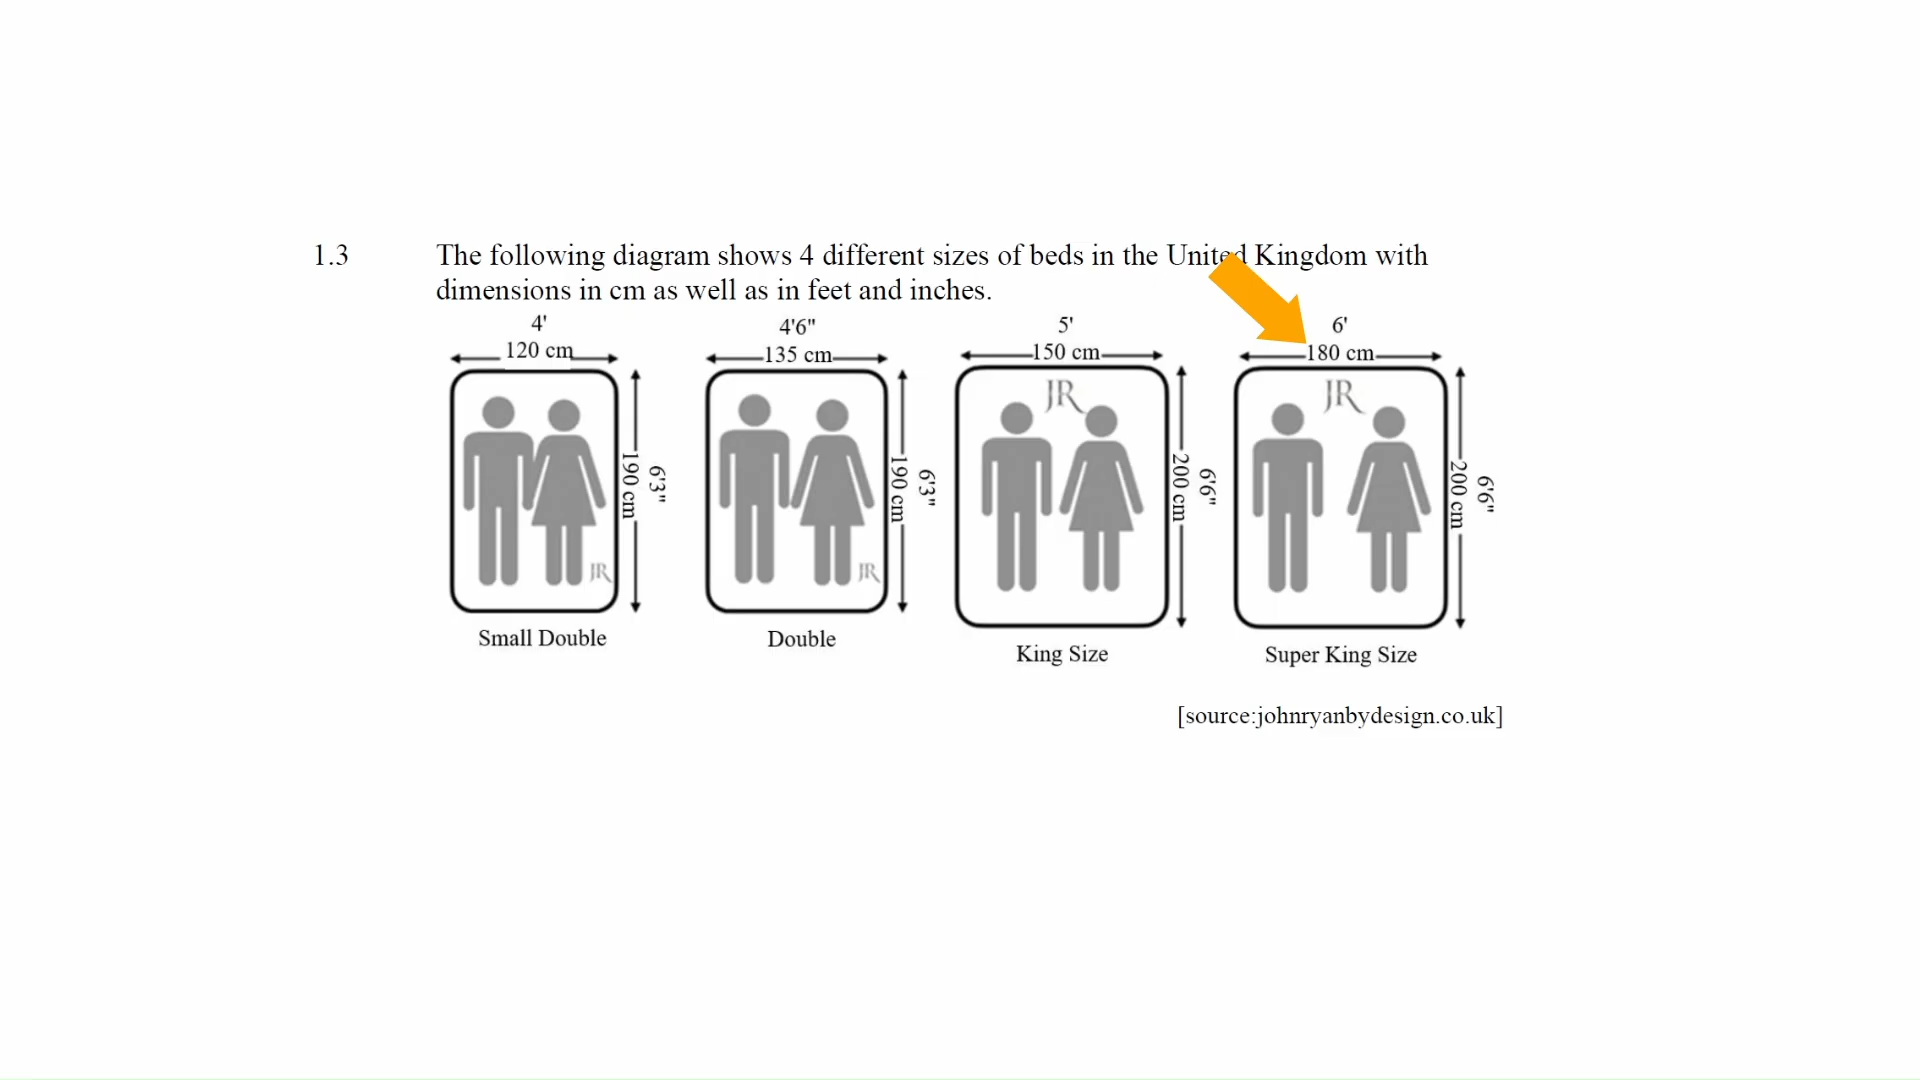 1.3 The following diagram shows 4 different sizes of beds in the United Kingdom with
dimensions in cm as well as in feet and inches.
4'
120 cm
190 cm
6'3"
JR
Small Double
4'6"
135 cm
190 cm
6'3"
JR
Double
5'
150 cm
JR
200 cm
6'6"
King Size
6'
180 cm
JR
200 cm
6'6"
Super King Size
[source:johnryanbydesign.co.uk]